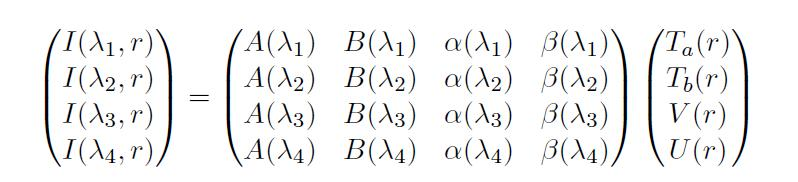 I(λ₁, r) A(λ₁) B(λ₁) α(λ₁) β(λ₁) Tₐ(r)
I(λ₂, r) A(λ₂) B(λ₂) α(λ₂) β(λ₂) T_b(r)
I(λ₃, r) = A(λ₃) B(λ₃) α(λ₃) β(λ₃) V(r)
I(λ₄, r) A(λ₄) B(λ₄) α(λ₄) β(λ₄) U(r)